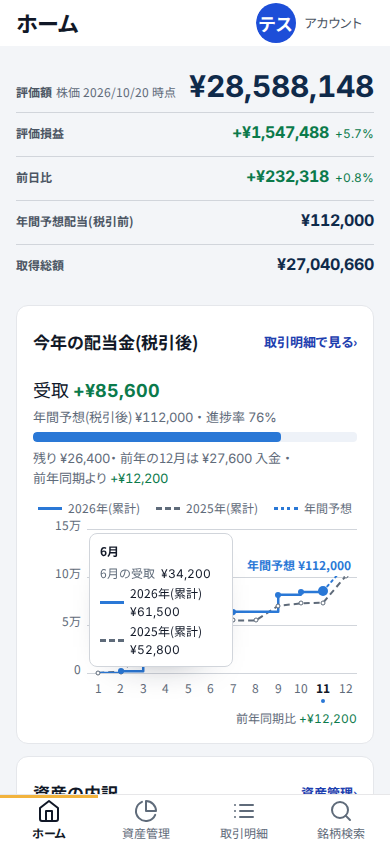 ホーム
テス アカウント
評価額 株価 2026/10/20 時点 ¥28,588,148
評価損益 +¥1,547,488 +5.7%
前日比 +¥232,318 +0.8%
年間予想配当(税引前) ¥112,000
取得総額 ¥27,040,660
今年の配当金(税引後) 取引明細で見る›
受取 +¥85,600
年間予想(税引後) ¥112,000・進捗率 76%
残り ¥26,400・前年の12月は ¥27,600 入金・
前年同期より +¥12,200
2026年(累計) 2025年(累計) 年間予想
15万
10万
5万
0
年間予想 ¥112,000
6月
6月の受取 ¥34,200
2026年(累計)
¥61,500
2025年(累計)
¥52,800
1 2 3 4 5 6 7 8 9 10 11 12
前年同期比 +¥12,200
資産の内訳 資産管理›
ホーム 資産管理 取引明細 銘柄検索